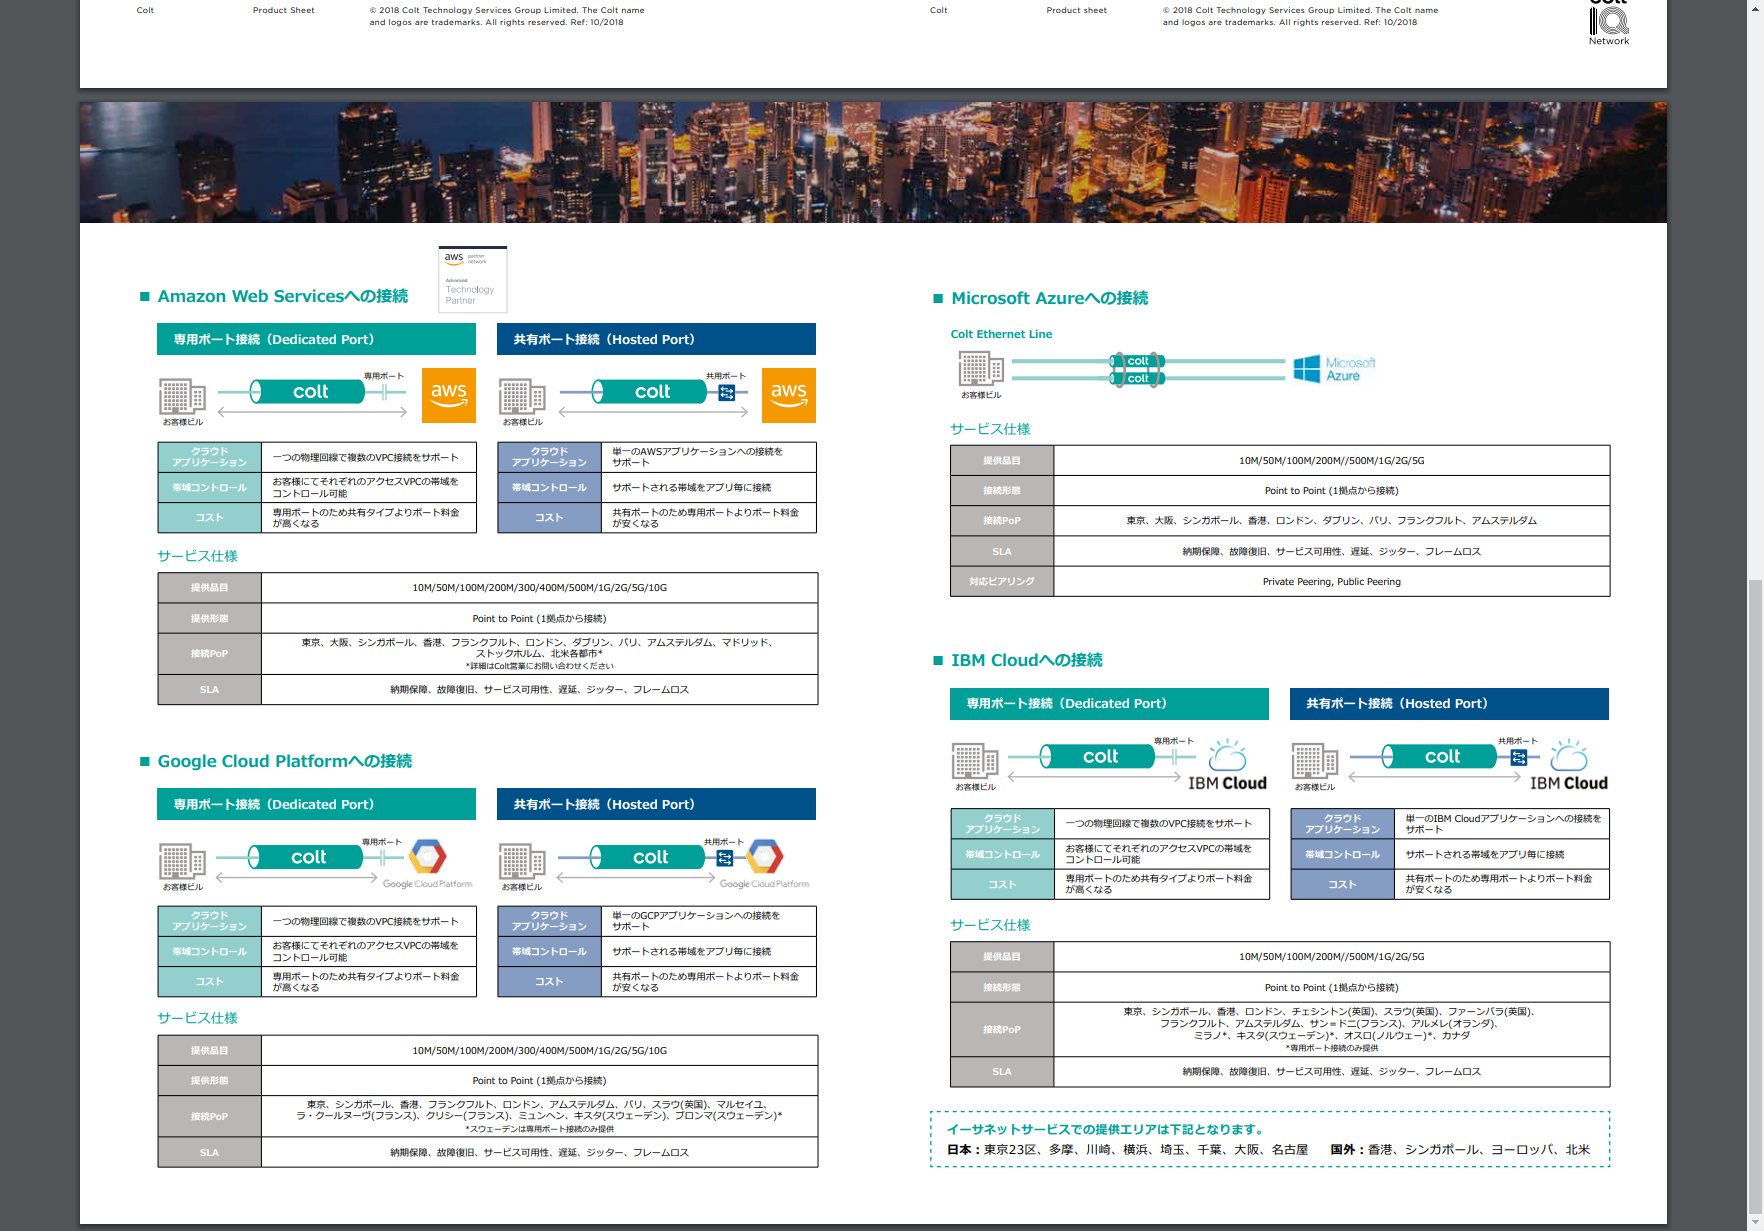 Colt
Product Sheet
© 2018 Colt Technology Services Group Limited. The Colt name
and logos are trademarks. All rights reserved. Ref: 10/2018
Colt
Product sheet
© 2018 Colt Technology Services Group Limited. The Colt name
and logos are trademarks. All rights reserved. Ref: 10/2018
colt
IQ
Network
■ Amazon Web Servicesへの接続
aws partner network
Advanced
Technology
Partner
専用ポート接続（Dedicated Port）
お客様ビル
colt
専用ポート
aws
クラウド
アプリケーション
一つの物理回線で複数のVPC接続をサポート
帯域コントロール
お客様にてそれぞれのアクセスVPCの帯域を
コントロール可能
コスト
専用ポートのため共有タイプよりポート料金
が高くなる
共有ポート接続（Hosted Port）
お客様ビル
colt
共用ポート
aws
クラウド
アプリケーション
単一のAWSアプリケーションへの接続を
サポート
帯域コントロール
サポートされる帯域をアプリ毎に接続
コスト
共有ポートのため専用ポートよりポート料金
が安くなる
サービス仕様
提供品目
10M/50M/100M/200M/300/400M/500M/1G/2G/5G/10G
提供形態
Point to Point (1拠点から接続)
接続PoP
東京、大阪、シンガポール、香港、フランクフルト、ロンドン、ダブリン、パリ、アムステルダム、マドリッド、
ストックホルム、北米各都市*
*詳細はColt営業にお問い合わせください
SLA
納期保障、故障復旧、サービス可用性、遅延、ジッター、フレームロス
■ Google Cloud Platformへの接続
専用ポート接続（Dedicated Port）
お客様ビル
colt
専用ポート
Google Cloud Platform
クラウド
アプリケーション
一つの物理回線で複数のVPC接続をサポート
帯域コントロール
お客様にてそれぞれのアクセスVPCの帯域を
コントロール可能
コスト
専用ポートのため共有タイプよりポート料金
が高くなる
共有ポート接続（Hosted Port）
お客様ビル
colt
共用ポート
Google Cloud Platform
クラウド
アプリケーション
単一のGCPアプリケーションへの接続を
サポート
帯域コントロール
サポートされる帯域をアプリ毎に接続
コスト
共有ポートのため専用ポートよりポート料金
が安くなる
サービス仕様
提供品目
10M/50M/100M/200M/300/400M/500M/1G/2G/5G/10G
提供形態
Point to Point (1拠点から接続)
接続PoP
東京、シンガポール、香港、フランクフルト、ロンドン、アムステルダム、パリ、スラウ(英国)、マルセイユ、
ラ・クールヌーヴ(フランス)、クリシー(フランス)、ミュンヘン、キスタ(スウェーデン)、ブロンマ(スウェーデン)*
*スウェーデンは専用ポート接続のみ提供
SLA
納期保障、故障復旧、サービス可用性、遅延、ジッター、フレームロス
■ Microsoft Azureへの接続
Colt Ethernet Line
お客様ビル
colt
colt
Microsoft
Azure
サービス仕様
提供品目
10M/50M/100M/200M//500M/1G/2G/5G
接続形態
Point to Point (1拠点から接続)
接続PoP
東京、大阪、シンガポール、香港、ロンドン、ダブリン、パリ、フランクフルト、アムステルダム
SLA
納期保障、故障復旧、サービス可用性、遅延、ジッター、フレームロス
対応ピアリング
Private Peering, Public Peering
■ IBM Cloudへの接続
専用ポート接続（Dedicated Port）
お客様ビル
colt
専用ポート
IBM Cloud
クラウド
アプリケーション
一つの物理回線で複数のVPC接続をサポート
帯域コントロール
お客様にてそれぞれのアクセスVPCの帯域を
コントロール可能
コスト
専用ポートのため共有タイプよりポート料金
が高くなる
共有ポート接続（Hosted Port）
お客様ビル
colt
共用ポート
IBM Cloud
クラウド
アプリケーション
単一のIBM Cloudアプリケーションへの接続を
サポート
帯域コントロール
サポートされる帯域をアプリ毎に接続
コスト
共有ポートのため専用ポートよりポート料金
が安くなる
サービス仕様
提供品目
10M/50M/100M/200M//500M/1G/2G/5G
接続形態
Point to Point (1拠点から接続)
接続PoP
東京、シンガポール、香港、ロンドン、チェシントン(英国)、スラウ(英国)、ファーンバラ(英国)、
フランクフルト、アムステルダム、サン＝ドニ(フランス)、アルメレ(オランダ)、
ミラノ*、キスタ(スウェーデン)*、オスロ(ノルウェー)*、カナダ
*専用ポート接続のみ提供
SLA
納期保障、故障復旧、サービス可用性、遅延、ジッター、フレームロス
イーサネットサービスでの提供エリアは下記となります。
日本：東京23区、多摩、川崎、横浜、埼玉、千葉、大阪、名古屋 国外：香港、シンガポール、ヨーロッパ、北米